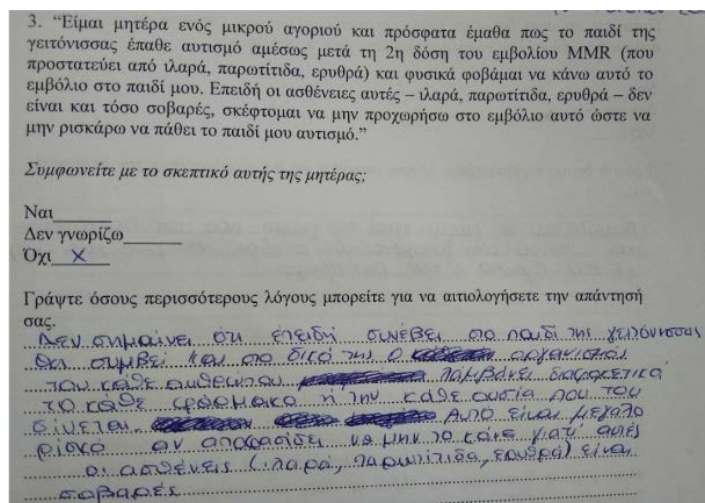 3. “Είμαι μητέρα ενός μικρού αγοριού και πρόσφατα έμαθα πως το παιδί της
γειτόνισσας έπαθε αυτισμό αμέσως μετά τη 2η δόση του εμβολίου MMR (που
προστατεύει από ιλαρά, παρωτίτιδα, ερυθρά) και φυσικά φοβάμαι να κάνω αυτό το
εμβόλιο στο παιδί μου. Επειδή οι ασθένειες αυτές – ιλαρά, παρωτίτιδα, ερυθρά – δεν
είναι και τόσο σοβαρές, σκέφτομαι να μην προχωρήσω στο εμβόλιο αυτό ώστε να
μην ρισκάρω να πάθει το παιδί μου αυτισμό.”
Συμφωνείτε με το σκεπτικό αυτής της μητέρας;
Ναι______
Δεν γνωρίζω______
Όχι__X____
Γράψτε όσους περισσότερους λόγους μπορείτε για να αιτιολογήσετε την απάντησή
σας.
Δεν σημαίνει ότι επειδή συνέβει στο παιδί της γειτόνισσας
θα συμβεί και στο δικό της ο οργανισμός
του κάθε ανθρώπου λαμβάνει διαφορετικά
το κάθε φάρμακο ή την κάθε ουσία που του
δίνεται. Αυτό είναι μεγάλο
ρίσκο αν αποφασίσει να μην το κάνει γιατί αυτές
οι ασθένειες (ιλαρά, παρωτίτιδα, ερυθρά) είναι
σοβαρές